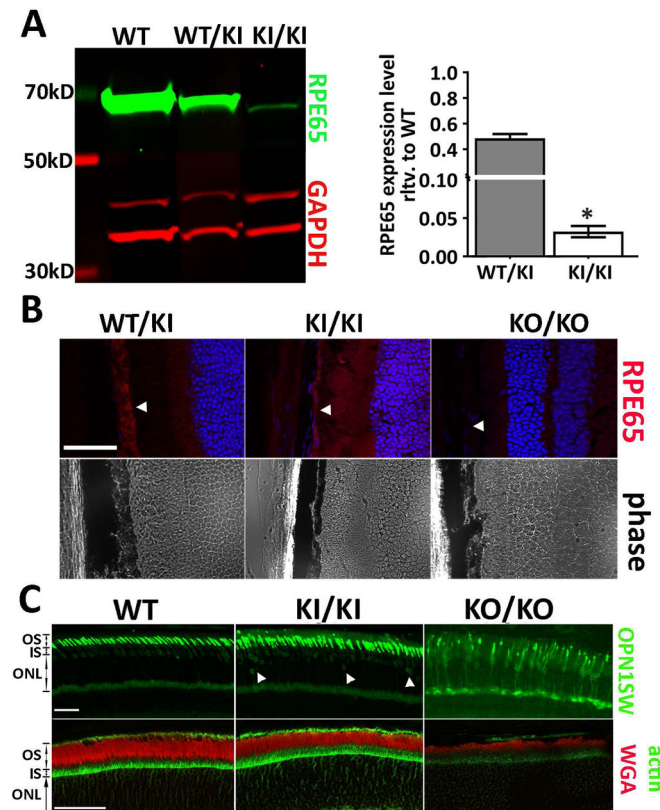 A
WT WT/KI KI/KI
70kD
50kD
30kD
RPE65
GAPDH
RPE65 expression level
rltv. to WT
1.0
0.8
0.6
0.4
0.10
0.05
0.00
*
WT/KI KI/KI
B
WT/KI KI/KI KO/KO
RPE65
phase
C
WT KI/KI KO/KO
OS
IS
ONL
OPN1SW
OS
IS
ONL
WGA actin